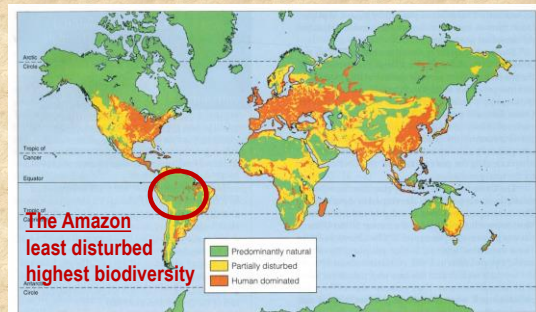 Arctic
Circle
Tropic of
Cancer
Equator
Tropic of
The Amazon
least disturbed
highest biodiversity
Predominantly natural
Partially disturbed
Human dominated
Antarctic
Circle